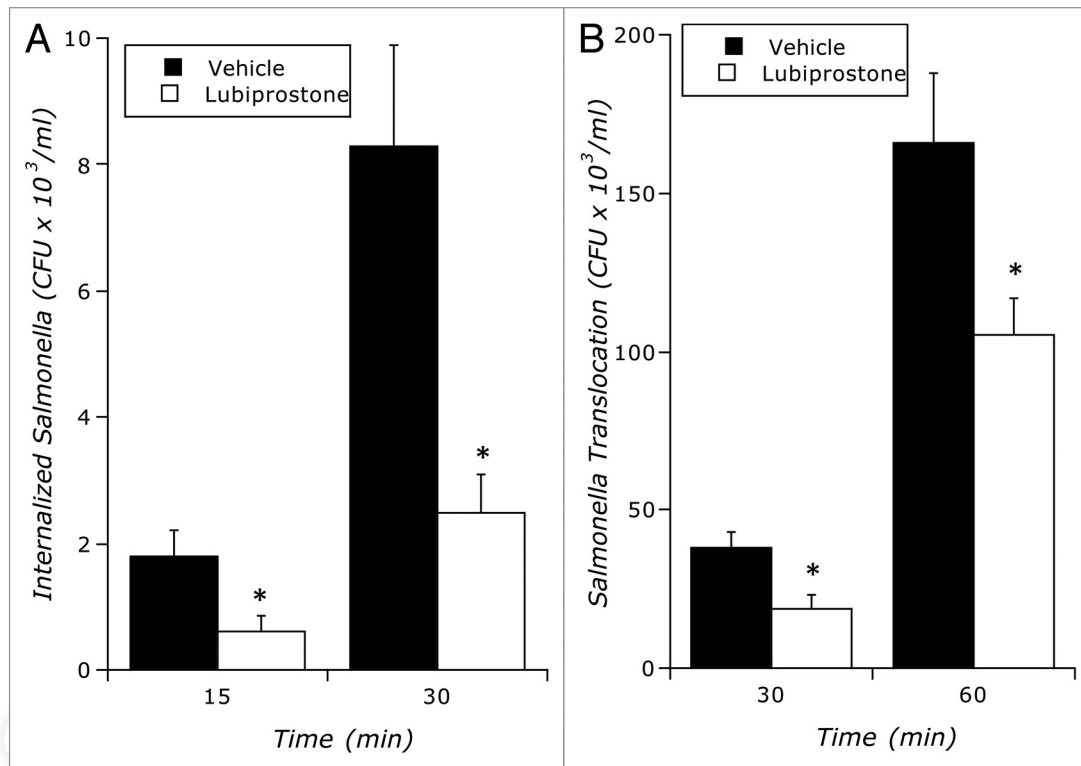 A
Vehicle
Lubiprostone
Internalized Salmonella (CFU x 10³/ml)
10
8
6
4
2
0
*
*
15
30
Time (min)
B
Vehicle
Lubiprostone
Salmonella Translocation (CFU x 10³/ml)
200
150
100
50
0
*
*
30
60
Time (min)